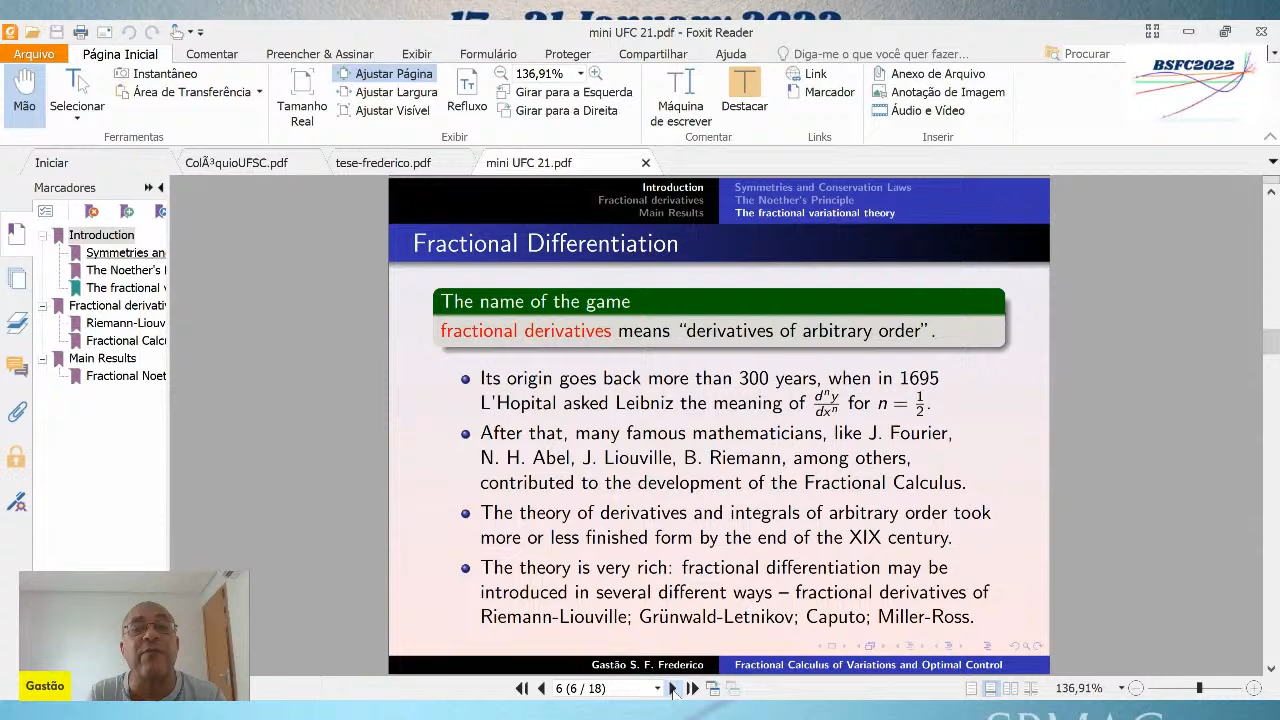 17 - 21 January 2022
mini UFC 21.pdf - Foxit Reader
Arquivo
Página Inicial
Comentar
Preencher & Assinar
Exibir
Formulário
Proteger
Compartilhar
Ajuda
Diga-me o que você quer fazer...
Procurar
BSFC2022
Mão
Selecionar
Instantâneo
Área de Transferência
Ferramentas
Tamanho
Real
Ajustar Página
Ajustar Largura
Ajustar Visível
Refluxo
136,91%
Girar para a Esquerda
Girar para a Direita
Exibir
Máquina
de escrever
Destacar
Comentar
Link
Marcador
Links
Anexo de Arquivo
Anotação de Imagem
Áudio e Vídeo
Inserir
Iniciar
ColÃ³quioUFSC.pdf
tese-frederico.pdf
mini UFC 21.pdf
Marcadores
Introduction
Symmetries an
The Noether's
The fractional v
Fractional derivati
Riemann-Liouv
Fractional Calcu
Main Results
Fractional Noet
Introduction
Fractional derivatives
Main Results
Symmetries and Conservation Laws
The Noether's Principle
The fractional variational theory
Fractional Differentiation
The name of the game
fractional derivatives means “derivatives of arbitrary order”.
Its origin goes back more than 300 years, when in 1695
L'Hopital asked Leibniz the meaning of dⁿy/dxⁿ for n = 1/2.
After that, many famous mathematicians, like J. Fourier,
N. H. Abel, J. Liouville, B. Riemann, among others,
contributed to the development of the Fractional Calculus.
The theory of derivatives and integrals of arbitrary order took
more or less finished form by the end of the XIX century.
The theory is very rich: fractional differentiation may be
introduced in several different ways – fractional derivatives of
Riemann-Liouville; Grünwald-Letnikov; Caputo; Miller-Ross.
Gastão S. F. Frederico
Fractional Calculus of Variations and Optimal Control
Gastão
6 (6 / 18)
136,91%